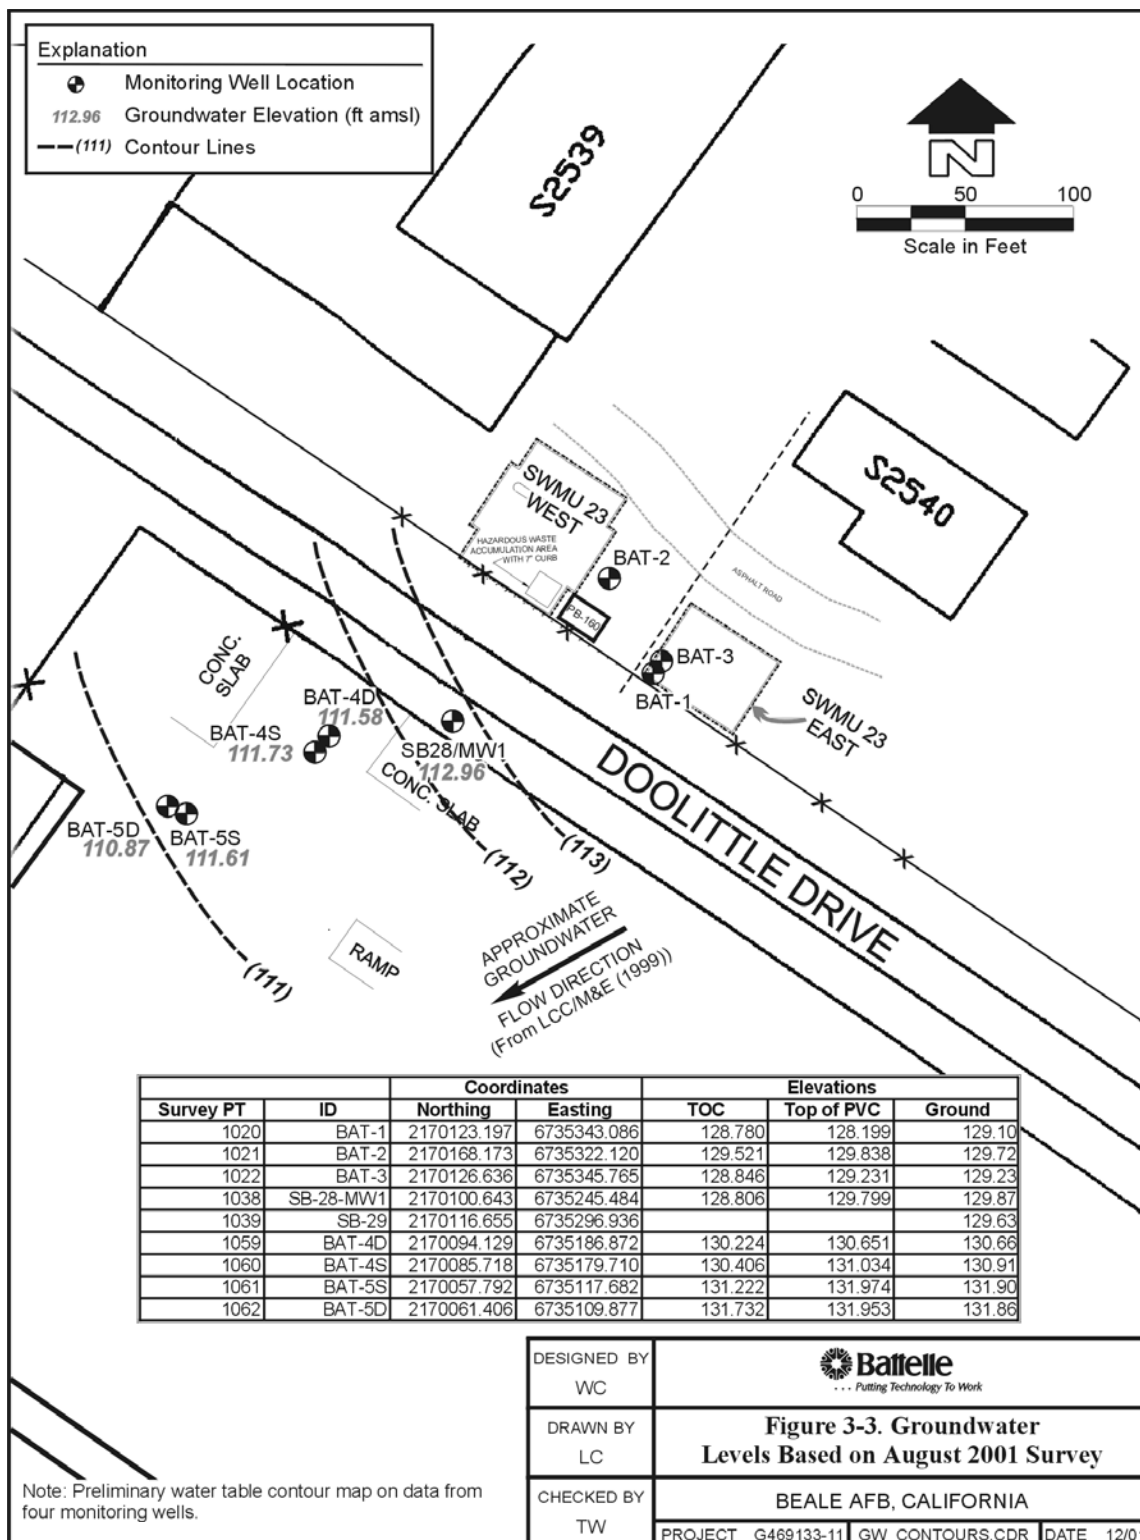 Explanation
Monitoring Well Location
112.96 Groundwater Elevation (ft amsl)
(111) Contour Lines
S2539
N
0 50 100
Scale in Feet
S2540
SWMU 23
WEST
HAZARDOUS WASTE
ACCUMULATION AREA
WITH 7" CURB
BAT-2
PB-160
ASPHALT ROAD
BAT-3
BAT-1
SWMU 23
EAST
CONC.
SLAB
BAT-4D
111.58
BAT-4S
111.73
SB28/MW1
112.96
CONC. SLAB
BAT-5D
110.87
BAT-5S
111.61
DOOLITTLE DRIVE
(113)
(112)
(111)
RAMP
APPROXIMATE
GROUNDWATER
FLOW DIRECTION
(From LCC/M&E (1999))
Coordinates Elevations
Survey PT ID Northing Easting TOC Top of PVC Ground
1020 BAT-1 2170123.197 6735343.086 128.780 128.199 129.10
1021 BAT-2 2170168.173 6735322.120 129.521 129.838 129.72
1022 BAT-3 2170126.636 6735345.765 128.846 129.231 129.23
1038 SB-28-MW1 2170100.643 6735245.484 128.806 129.799 129.87
1039 SB-29 2170116.655 6735296.936 129.63
1059 BAT-4D 2170094.129 6735186.872 130.224 130.651 130.66
1060 BAT-4S 2170085.718 6735179.710 130.406 131.034 130.91
1061 BAT-5S 2170057.792 6735117.682 131.222 131.974 131.90
1062 BAT-5D 2170061.406 6735109.877 131.732 131.953 131.86
DESIGNED BY
WC
Battelle
... Putting Technology To Work
DRAWN BY
LC
Figure 3-3. Groundwater
Levels Based on August 2001 Survey
CHECKED BY
TW
BEALE AFB, CALIFORNIA
PROJECT G469133-11 GW_CONTOURS.CDR DATE 12/0
Note: Preliminary water table contour map on data from
four monitoring wells.